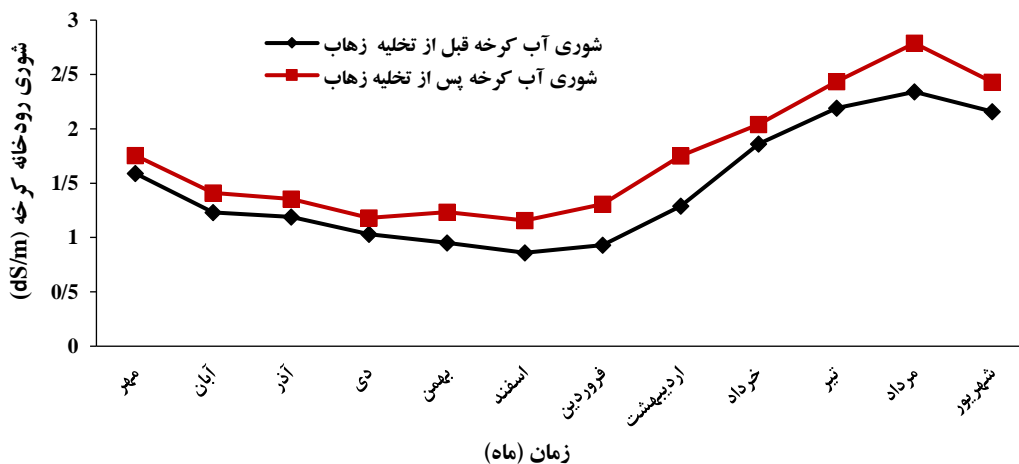 شوری آب کرخه قبل از تخلیه زهاب
شوری آب کرخه پس از تخلیه زهاب
شوری رودخانه کرخه (dS/m)
3
2/5
2
1/5
1
0/5
0
مهر
آبان
آذر
دی
بهمن
اسفند
فروردین
اردیبهشت
خرداد
تیر
مرداد
شهریور
زمان (ماه)